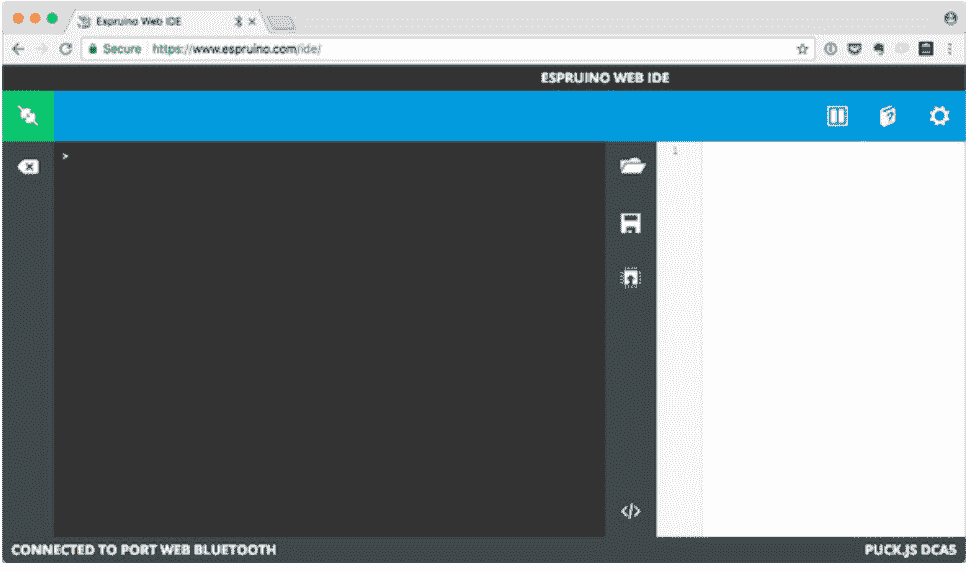 Espruino Web IDE
Secure https://www.espruino.com/ide/
ESPRUINO WEB IDE
>
1
</>
CONNECTED TO PORT WEB BLUETOOTH
PUCK.JS DCA5